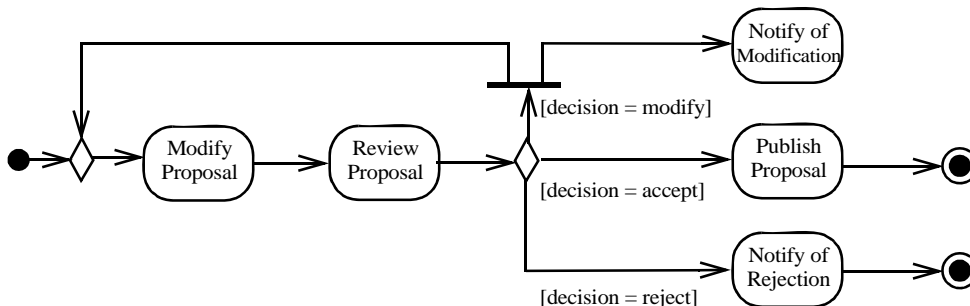 Notify of
Modification
[decision = modify]
Modify
Proposal
Review
Proposal
Publish
Proposal
[decision = accept]
Notify of
Rejection
[decision = reject]